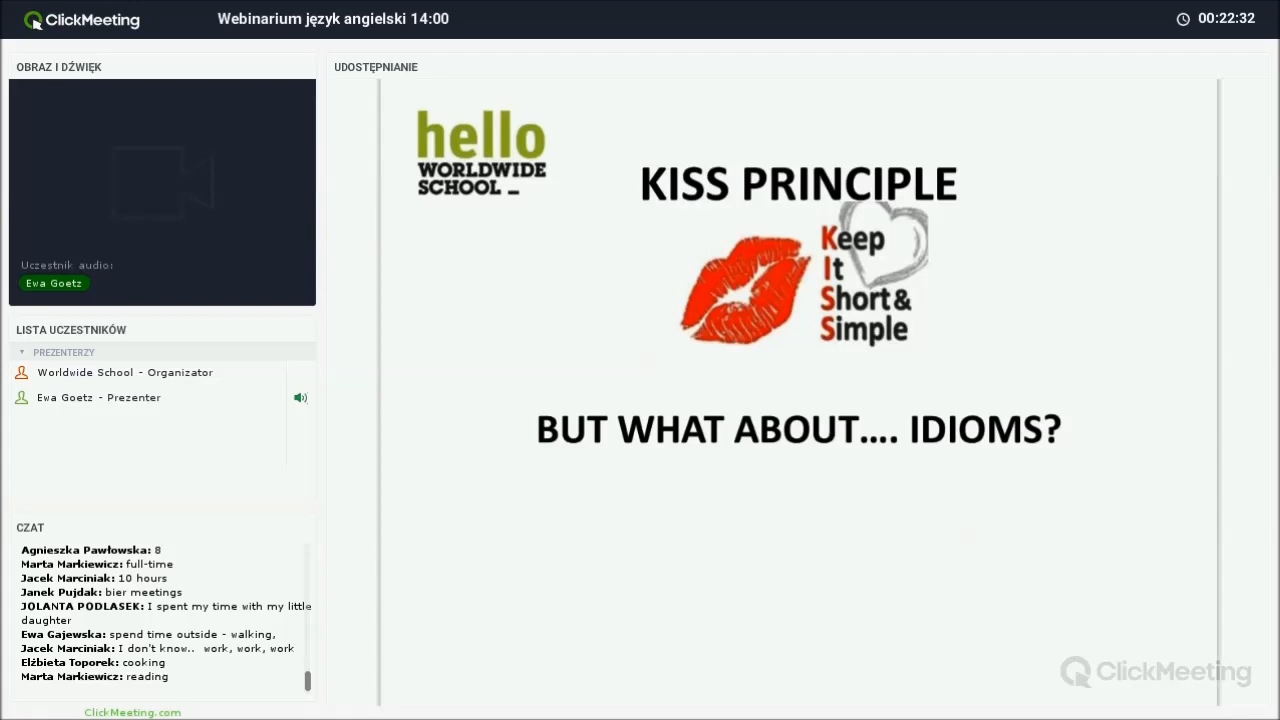 ClickMeeting
Webinarium język angielski 14:00
00:22:32
OBRAZ I DŹWIĘK
Uczestnik audio:
Ewa Goetz
LISTA UCZESTNIKÓW
PREZENTERZY
Worldwide School - Organizator
Ewa Goetz - Prezenter
CZAT
Agnieszka Pawłowska: 8
Marta Markiewicz: full-time
Jacek Marciniak: 10 hours
Janek Pujdak: bier meetings
JOLANTA PODLASEK: I spent my time with my little
daughter
Ewa Gajewska: spend time outside - walking,
Jacek Marciniak: I don't know.. work, work, work
Elżbieta Toporek: cooking
Marta Markiewicz: reading
ClickMeeting.com
UDOSTĘPNIANIE
hello
WORLDWIDE
SCHOOL _
KISS PRINCIPLE
Keep
It
Short &
Simple
BUT WHAT ABOUT.... IDIOMS?
ClickMeeting